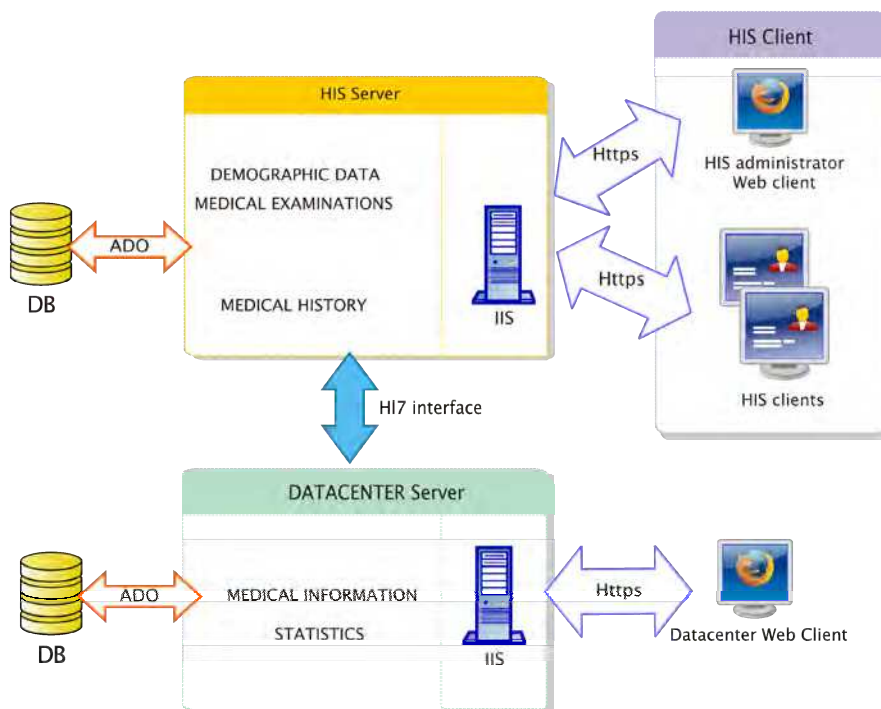 HIS Client
HIS Server
Https
HIS administrator
Web client
DEMOGRAPHIC DATA
MEDICAL EXAMINATIONS
ADO
DB
Https
MEDICAL HISTORY
IIS
HIS clients
Hl7 interface
DATACENTER Server
ADO
MEDICAL INFORMATION
Https
STATISTICS
Datacenter Web Client
DB
IIS